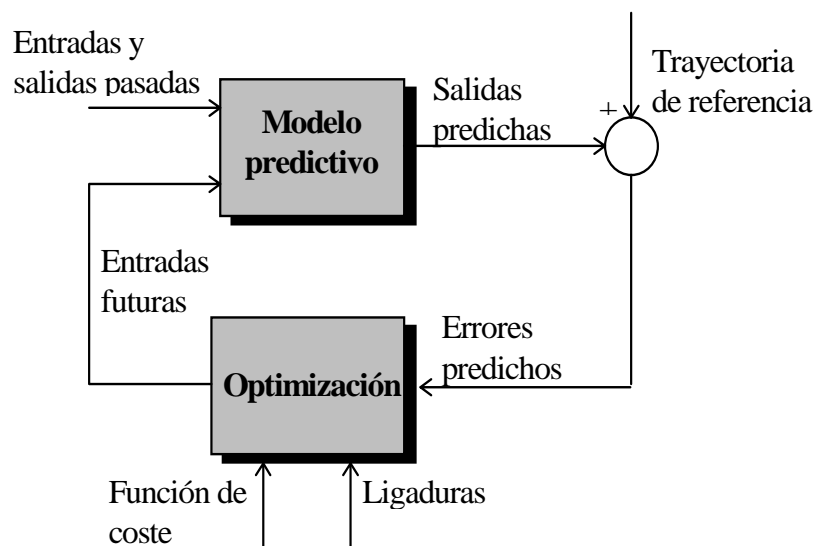 Entradas y
salidas pasadas
Modelo
predictivo
Salidas
predichas
+
Trayectoria
de referencia
Entradas
futuras
Optimización
Errores
predichos
Función de
coste
Ligaduras